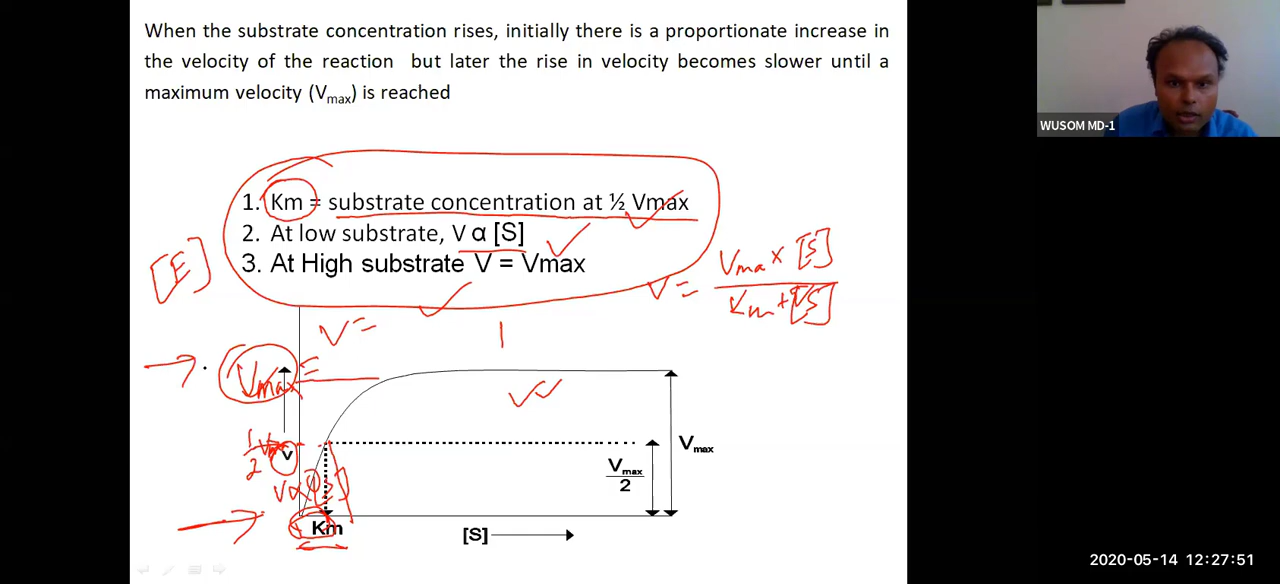 When the substrate concentration rises, initially there is a proportionate increase in
the velocity of the reaction but later the rise in velocity becomes slower until a
maximum velocity (Vmax) is reached
WUSOM MD-1
1. Km = substrate concentration at ½ Vmax
2. At low substrate, V α [S]
3. At High substrate V = Vmax
[E]
V = Vmax × [S]
Km + [S]
V =
Vmax =
1/2 Vm
V
Vmax
Vmax
2
V ∝ [S]
Km
[S]
2020-05-14 12:27:51